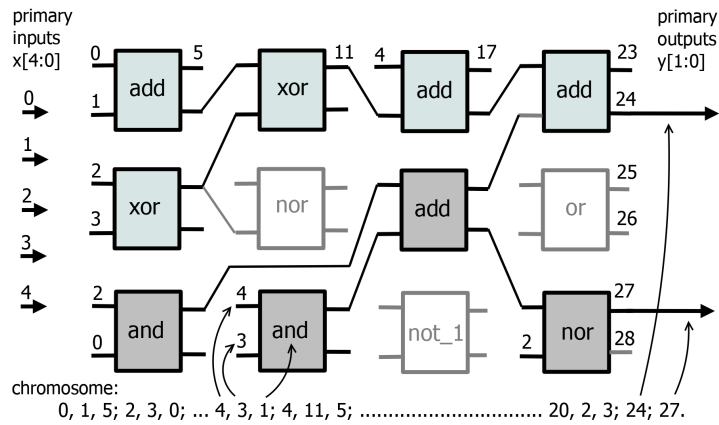 primary
inputs
x[4:0]
primary
outputs
y[1:0]
0
1
2
3
4
0
1
add
5
xor
11
4
add
17
add
23
24
2
3
xor
nor
add
or
25
26
2
0
and
4
3
and
not_1
2
nor
27
28
chromosome:
0, 1, 5; 2, 3, 0; ... 4, 3, 1; 4, 11, 5; .................................. 20, 2, 3; 24; 27.